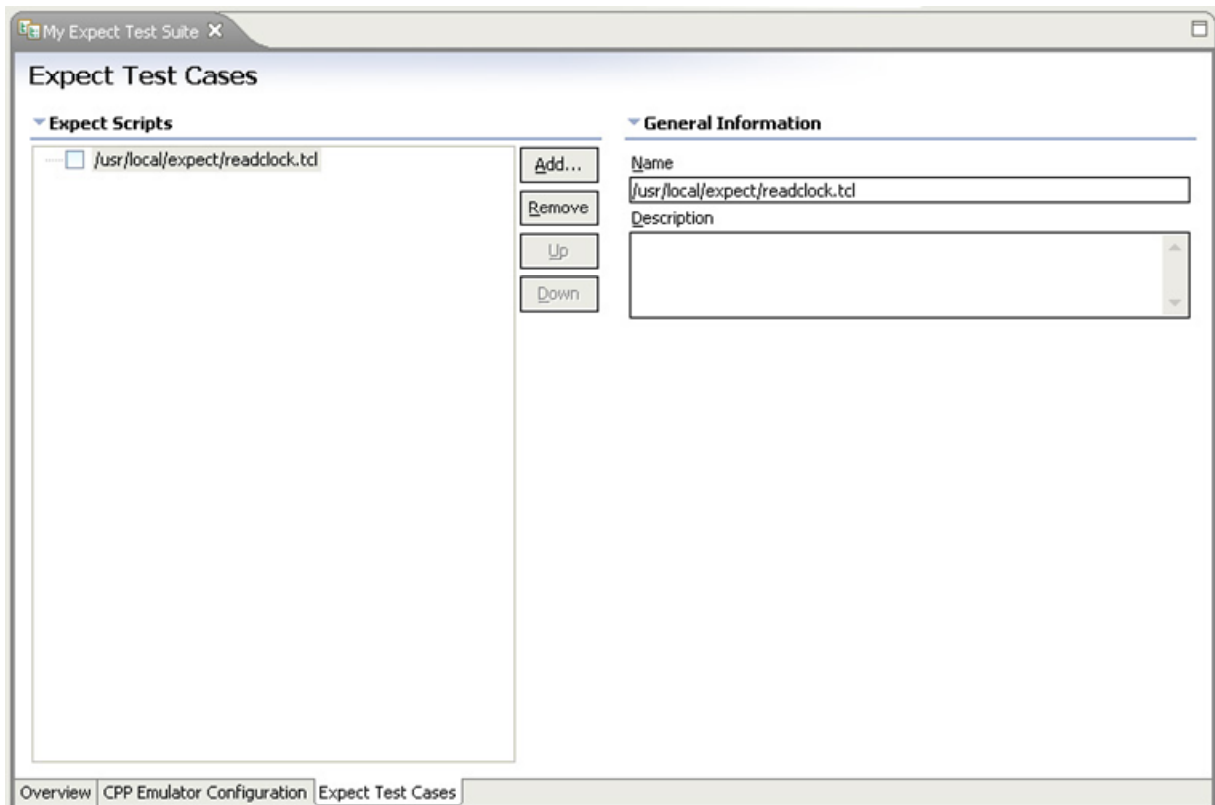 My Expect Test Suite
Expect Test Cases
Expect Scripts
/usr/local/expect/readclock.tcl
Add...
Remove
Up
Down
General Information
Name
/usr/local/expect/readclock.tcl
Description
Overview
CPP Emulator Configuration
Expect Test Cases